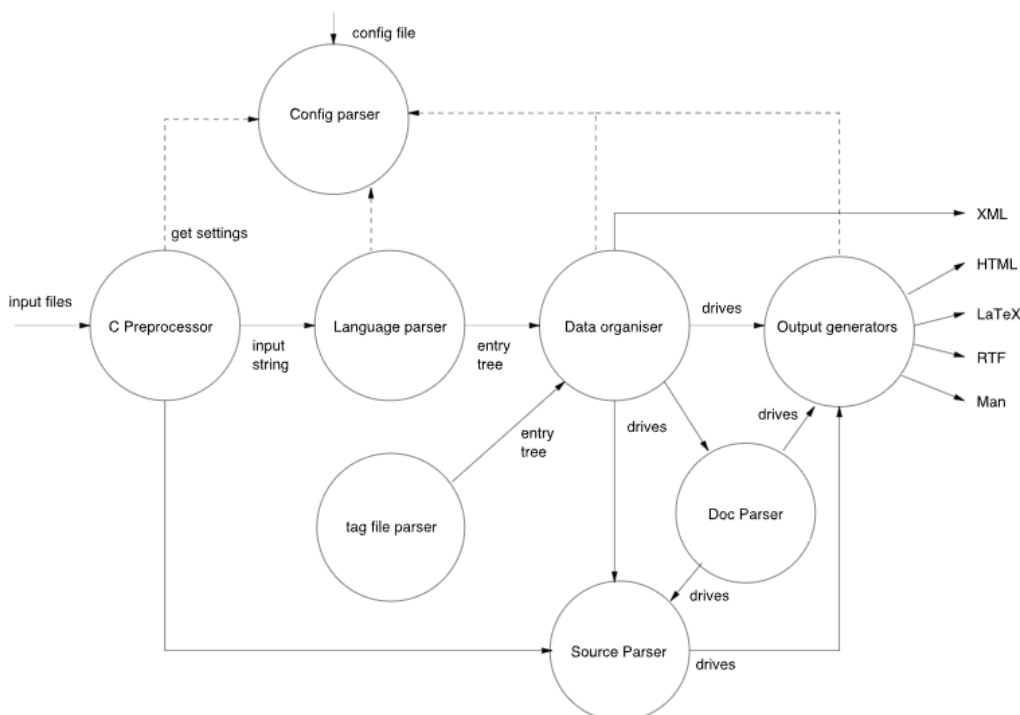 config file
Config parser
get settings
XML
HTML
input files
C Preprocessor
input
string
Language parser
entry
tree
Data organiser
drives
Output generators
LaTeX
RTF
Man
entry
tree
drives
drives
tag file parser
Doc Parser
drives
Source Parser
drives